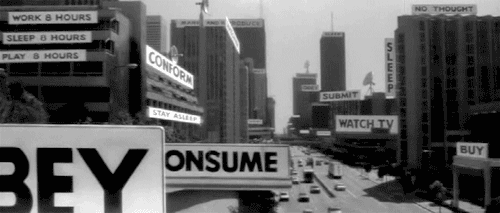 NO THOUGHT
WORK 8 HOURS
SLEEP 8 HOURS
PLAY 8 HOURS
CONFORM
STAY ASLEEP
SLEEP
SUBMIT
WATCH TV
BEY
ONSUME
BUY